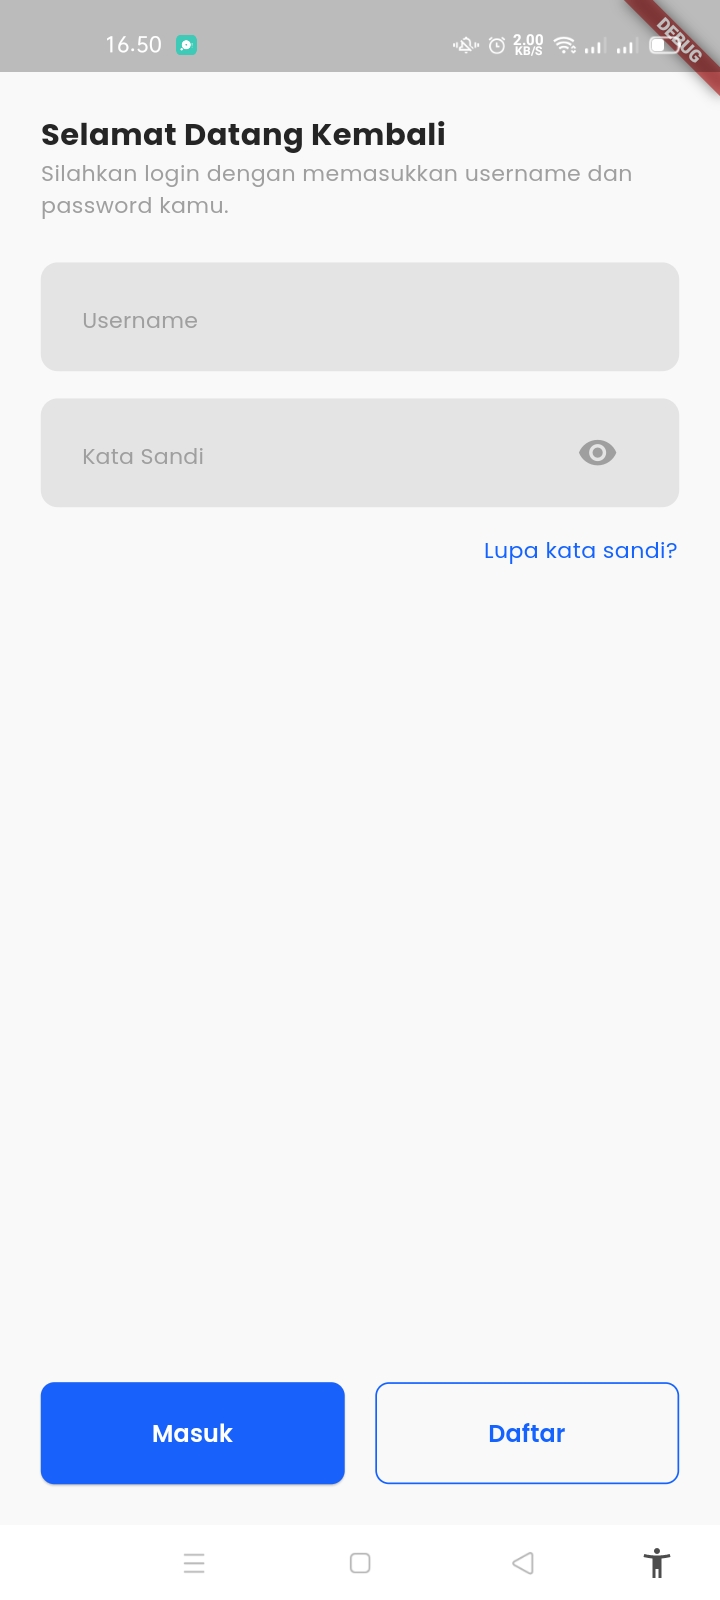 16.50
2.00
KB/S
DEBUG
Selamat Datang Kembali
Silahkan login dengan memasukkan username dan
password kamu.
Username
Kata Sandi
Lupa kata sandi?
Masuk
Daftar